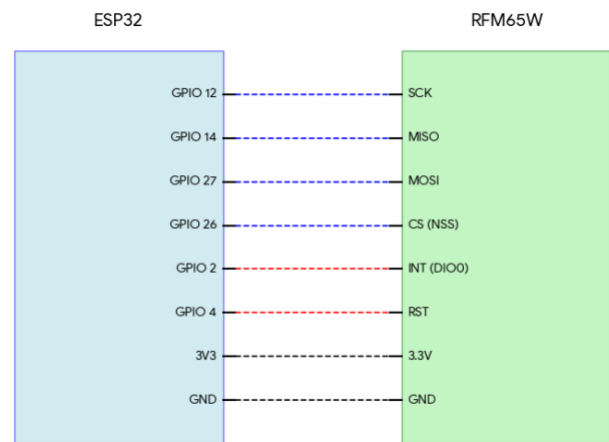 ESP32 RFM65W
GPIO 12 SCK
GPIO 14 MISO
GPIO 27 MOSI
GPIO 26 CS (NSS)
GPIO 2 INT (DIO0)
GPIO 4 RST
3V3 3.3V
GND GND